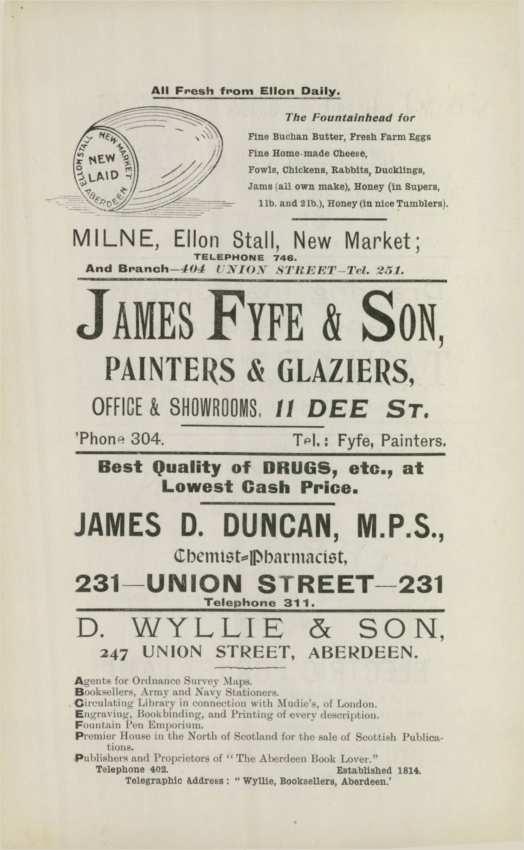 All Fresh from Ellon Daily.
ELLON STALL NEW MARKET
NEW
LAID
ABERDEEN
The Fountainhead for
Fine Buchan Butter, Fresh Farm Eggs
Fine Home-made Cheese,
Fowls, Chickens, Rabbits, Ducklings,
Jams (all own make), Honey (in Supers,
1lb. and 2lb.), Honey (in nice Tumblers).
MILNE, Ellon Stall, New Market;
TELEPHONE 746.
And Branch—404 UNION STREET—Tel. 251.
JAMES FYFE & SON,
PAINTERS & GLAZIERS,
OFFICE & SHOWROOMS, 11 DEE ST.
'Phone 304. Tel.: Fyfe, Painters.
Best Quality of DRUGS, etc., at
Lowest Cash Price.
JAMES D. DUNCAN, M.P.S.,
Chemist=Pharmacist,
231—UNION STREET—231
Telephone 311.
D. WYLLIE & SON,
247 UNION STREET, ABERDEEN.
Agents for Ordnance Survey Maps.
Booksellers, Army and Navy Stationers.
Circulating Library in connection with Mudie's, of London.
Engraving, Bookbinding, and Printing of every description.
Fountain Pen Emporium.
Premier House in the North of Scotland for the sale of Scottish Publica-
tions.
Publishers and Proprietors of "The Aberdeen Book Lover."
Telephone 402. Established 1814.
Telegraphic Address: "Wyllie, Booksellers, Aberdeen.'